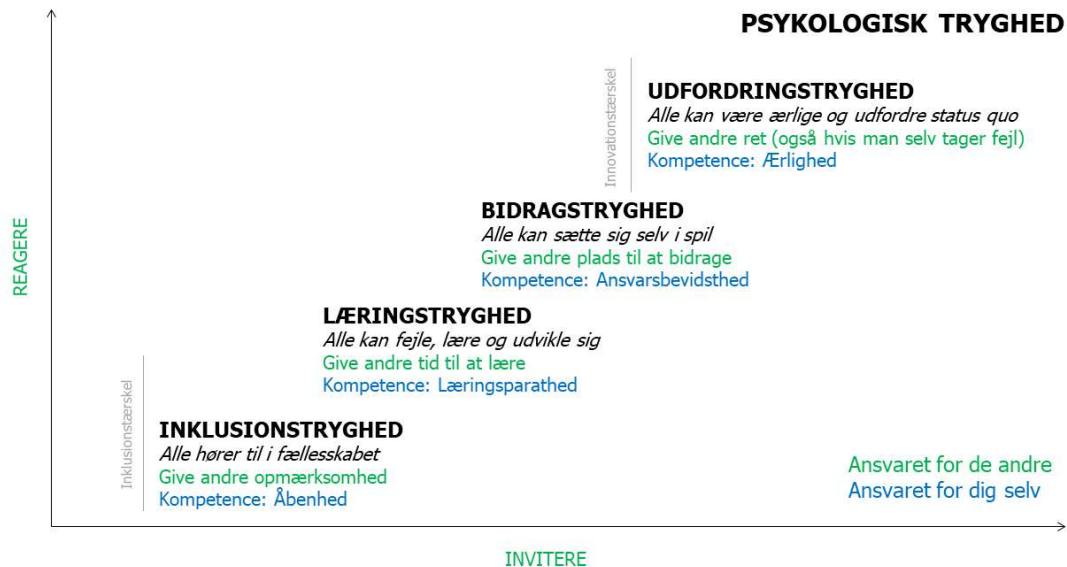 PSYKOLOGISK TRYGHED
Innovationstærskel
UDFORDRINGSTRYGHED
Alle kan være ærlige og udfordre status quo
Give andre ret (også hvis man selv tager fejl)
Kompetence: Ærlighed
BIDRAGSTRYGHED
Alle kan sætte sig selv i spil
Give andre plads til at bidrage
Kompetence: Ansvarsbevidsthed
REAGERE
LÆRINGSTRYGHED
Alle kan fejle, lære og udvikle sig
Give andre tid til at lære
Kompetence: Læringsparathed
Inklusionstærskel
INKLUSIONSTRYGHED
Alle hører til i fællesskabet
Give andre opmærksomhed
Kompetence: Åbenhed
Ansvaret for de andre
Ansvaret for dig selv
INVITERE